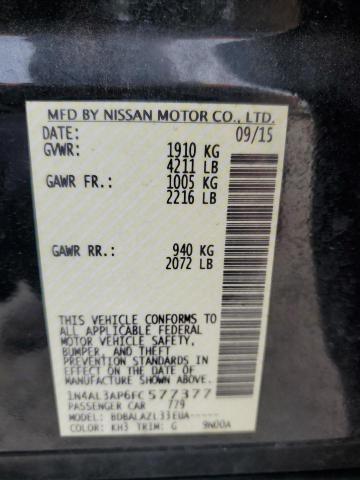 MFD BY NISSAN MOTOR CO., LTD.
DATE: 09/15
GVWR: 1910 KG
4211 LB
GAWR FR.: 1005 KG
2216 LB
GAWR RR.: 940 KG
2072 LB
THIS VEHICLE CONFORMS TO
ALL APPLICABLE FEDERAL
MOTOR VEHICLE SAFETY,
BUMPER, AND THEFT
PREVENTION STANDARDS IN
EFFECT ON THE DATE OF
MANUFACTURE SHOWN ABOVE.
1N4AL3AP6FC577377
PASSENGER CAR 779
MODEL: BDBALAZL33EUA-----
COLOR: KH3 TRIM: G 9N00A